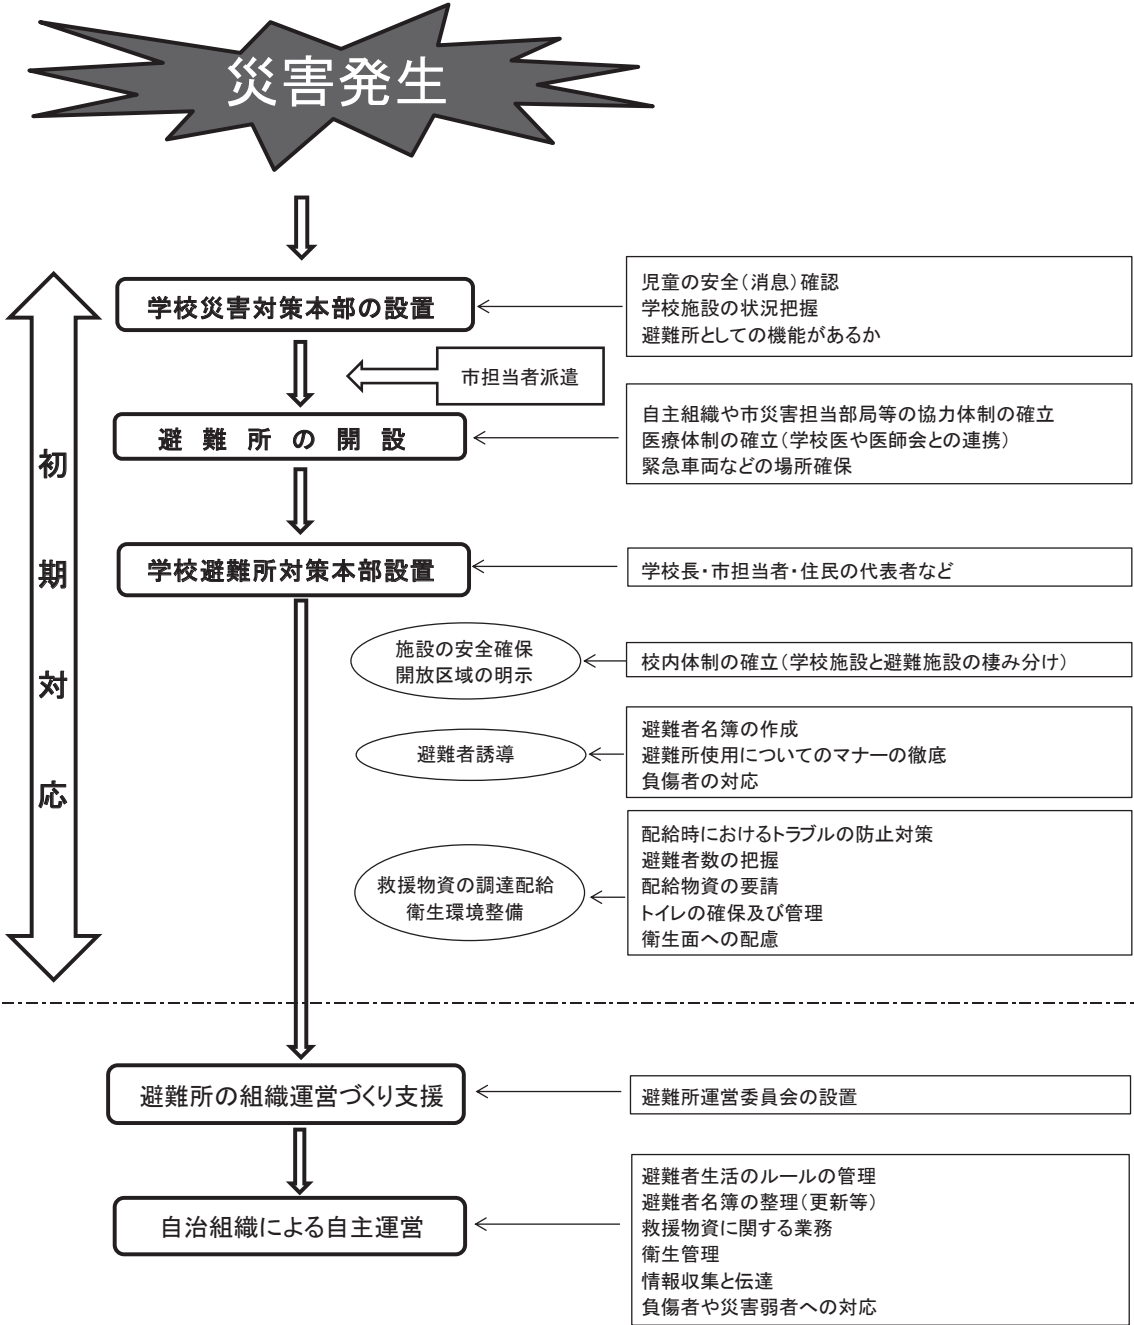 災害発生
学校災害対策本部の設置
児童の安全(消息)確認
学校施設の状況把握
避難所としての機能があるか
市担当者派遣
避難所の開設
自主組織や市災害担当部局等の協力体制の確立
医療体制の確立(学校医や医師会との連携)
緊急車両などの場所確保
初期対応
学校避難所対策本部設置
学校長・市担当者・住民の代表者など
施設の安全確保
開放区域の明示
校内体制の確立(学校施設と避難施設の棲み分け)
避難者誘導
避難者名簿の作成
避難所使用についてのマナーの徹底
負傷者の対応
救援物資の調達配給
衛生環境整備
配給時におけるトラブルの防止対策
避難者数の把握
配給物資の要請
トイレの確保及び管理
衛生面への配慮
避難所の組織運営づくり支援
避難所運営委員会の設置
自治組織による自主運営
避難者生活のルールの管理
避難者名簿の整理(更新等)
救援物資に関する業務
衛生管理
情報収集と伝達
負傷者や災害弱者への対応